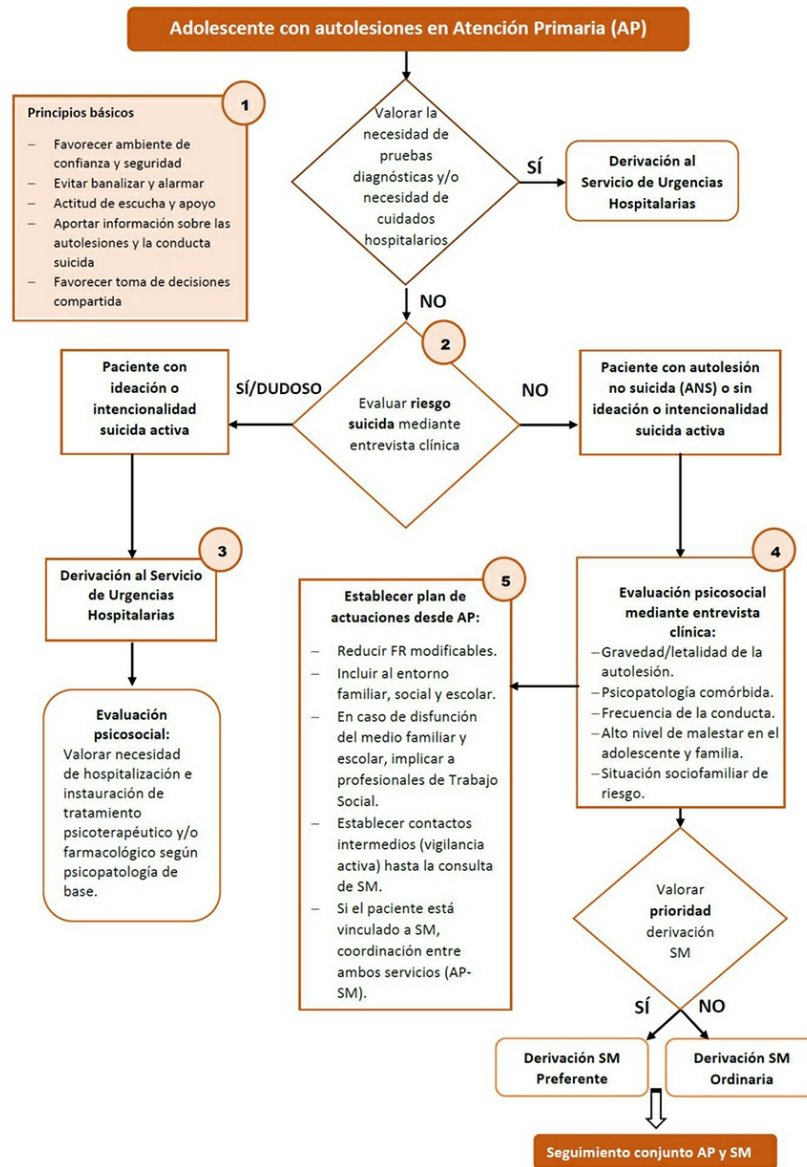 Adolescente con autolesiones en Atención Primaria (AP)
1
Principios básicos
– Favorecer ambiente de
confianza y seguridad
– Evitar banalizar y alarmar
– Actitud de escucha y apoyo
– Aportar información sobre las
autolesiones y la conducta
suicida
– Favorecer toma de decisiones
compartida
Valorar la
necesidad de
pruebas
diagnósticas y/o
necesidad de
cuidados
hospitalarios
SÍ
Derivación al
Servicio de Urgencias
Hospitalarias
NO
2
Evaluar riesgo
suicida mediante
entrevista clínica
SÍ/DUDOSO
Paciente con
ideación o
intencionalidad
suicida activa
NO
Paciente con autolesión
no suicida (ANS) o sin
ideación o intencionalidad
suicida activa
3
Derivación al Servicio
de Urgencias
Hospitalarias
Evaluación
psicosocial:
Valorar necesidad
de hospitalización e
instauración de
tratamiento
psicoterapéutico y/o
farmacológico según
psicopatología de
base.
4
Evaluación psicosocial
mediante entrevista
clínica:
– Gravedad/letalidad de la
autolesión.
– Psicopatología comórbida.
– Frecuencia de la conducta.
– Alto nivel de malestar en el
adolescente y familia.
– Situación sociofamiliar de
riesgo.
5
Establecer plan de
actuaciones desde AP:
– Reducir FR modificables.
– Incluir al entorno
familiar, social y escolar.
– En caso de disfunción
del medio familiar y
escolar, implicar a
profesionales de Trabajo
Social.
– Establecer contactos
intermedios (vigilancia
activa) hasta la consulta
de SM.
– Si el paciente está
vinculado a SM,
coordinación entre
ambos servicios (AP-
SM).
Valorar
prioridad
derivación
SM
SÍ
NO
Derivación SM
Preferente
Derivación SM
Ordinaria
Seguimiento conjunto AP y SM